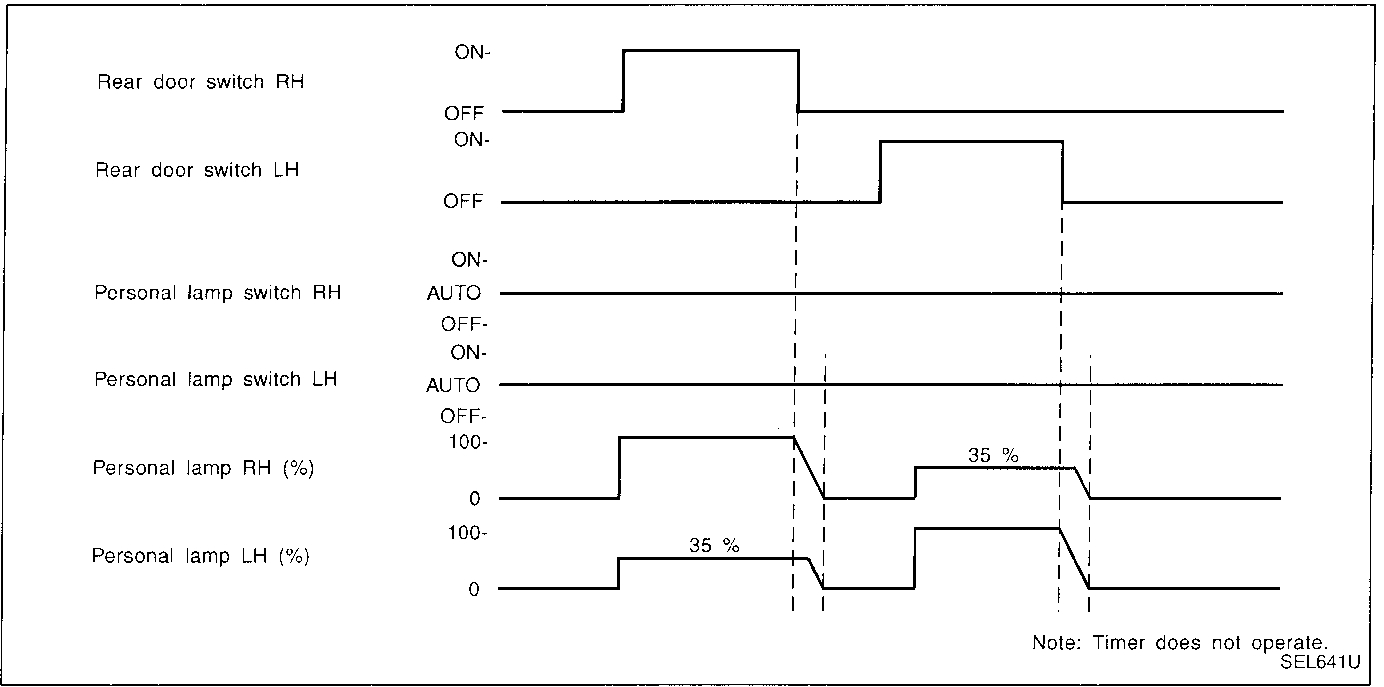 ON-
Rear door switch RH
OFF
ON-
Rear door switch LH
OFF
ON-
Personal lamp switch RH AUTO
OFF-
ON-
Personal lamp switch LH AUTO
OFF-
100-
Personal lamp RH (%) 35 %
0
100-
Personal lamp LH (%) 35 %
0
Note: Timer does not operate.
SEL641U